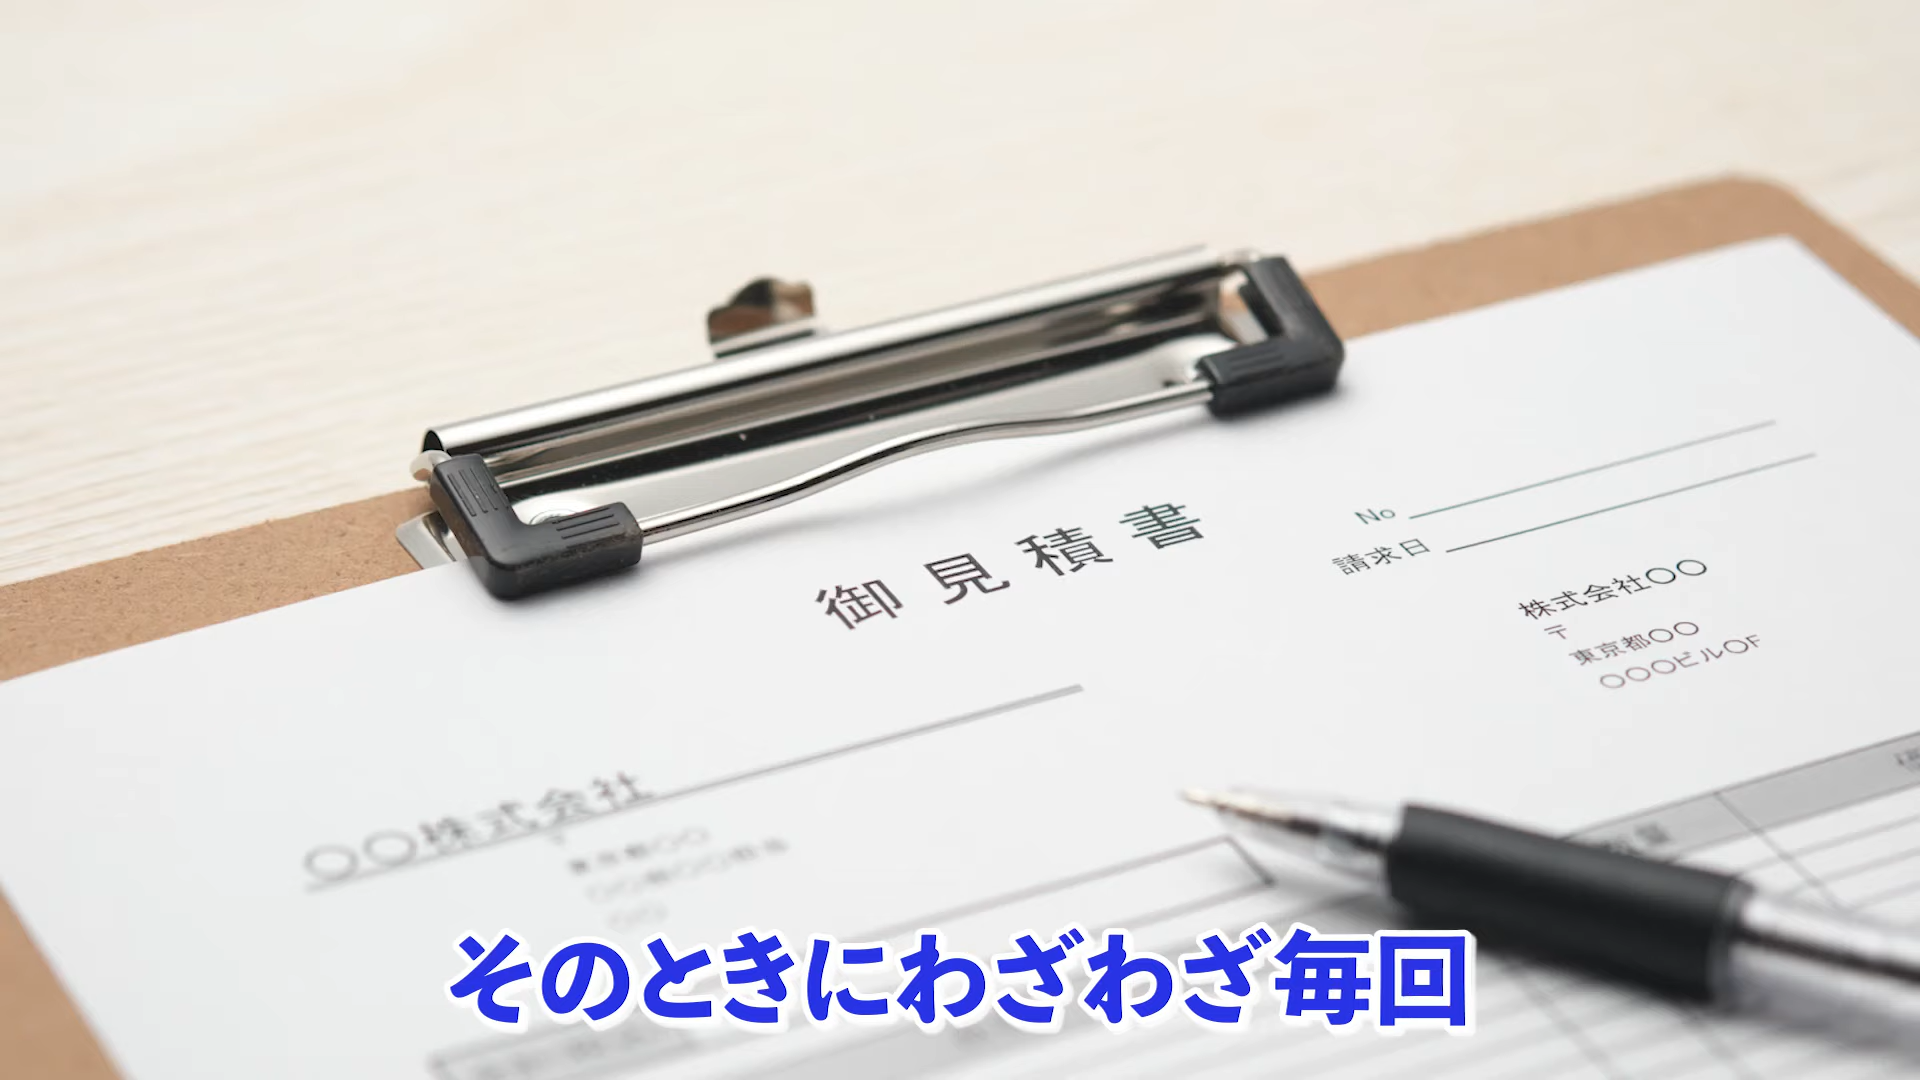 御見積書
No
請求日
株式会社〇〇
〒
東京都〇〇
〇〇〇ビル〇F
〇〇株式会社
〒
数量
そのときにわざわざ毎回